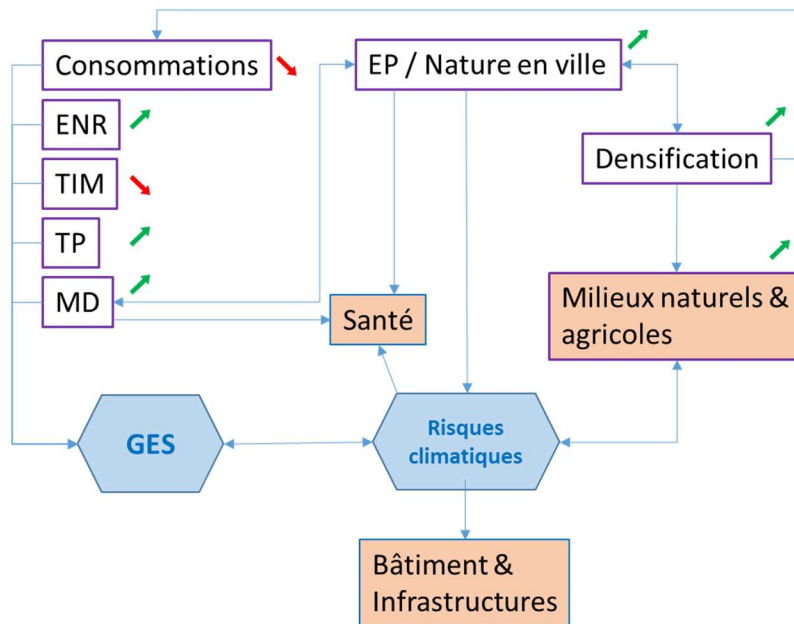 Consommations
EP / Nature en ville
ENR
Densification
TIM
TP
MD
Milieux naturels &
agricoles
Santé
GES
Risques
climatiques
Bâtiment &
Infrastructures